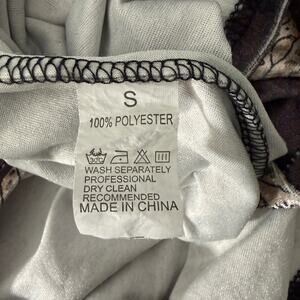 S
100% POLYESTER
WASH SEPARATELY
PROFESSIONAL
DRY CLEAN
RECOMMENDED
MADE IN CHINA